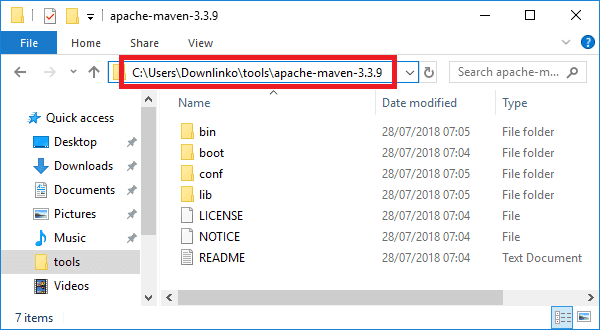 apache-maven-3.3.9
File Home Share View
C:\Users\Downlinko\tools\apache-maven-3.3.9
Search apache-m...
Name Date modified Type
Quick access
Desktop
Downloads
Documents
Pictures
Music
tools
Videos
bin 28/07/2018 07:05 File folder
boot 28/07/2018 07:04 File folder
conf 28/07/2018 07:04 File folder
lib 28/07/2018 07:05 File folder
LICENSE 28/07/2018 07:04 File
NOTICE 28/07/2018 07:04 File
README 28/07/2018 07:04 Text Document
7 items